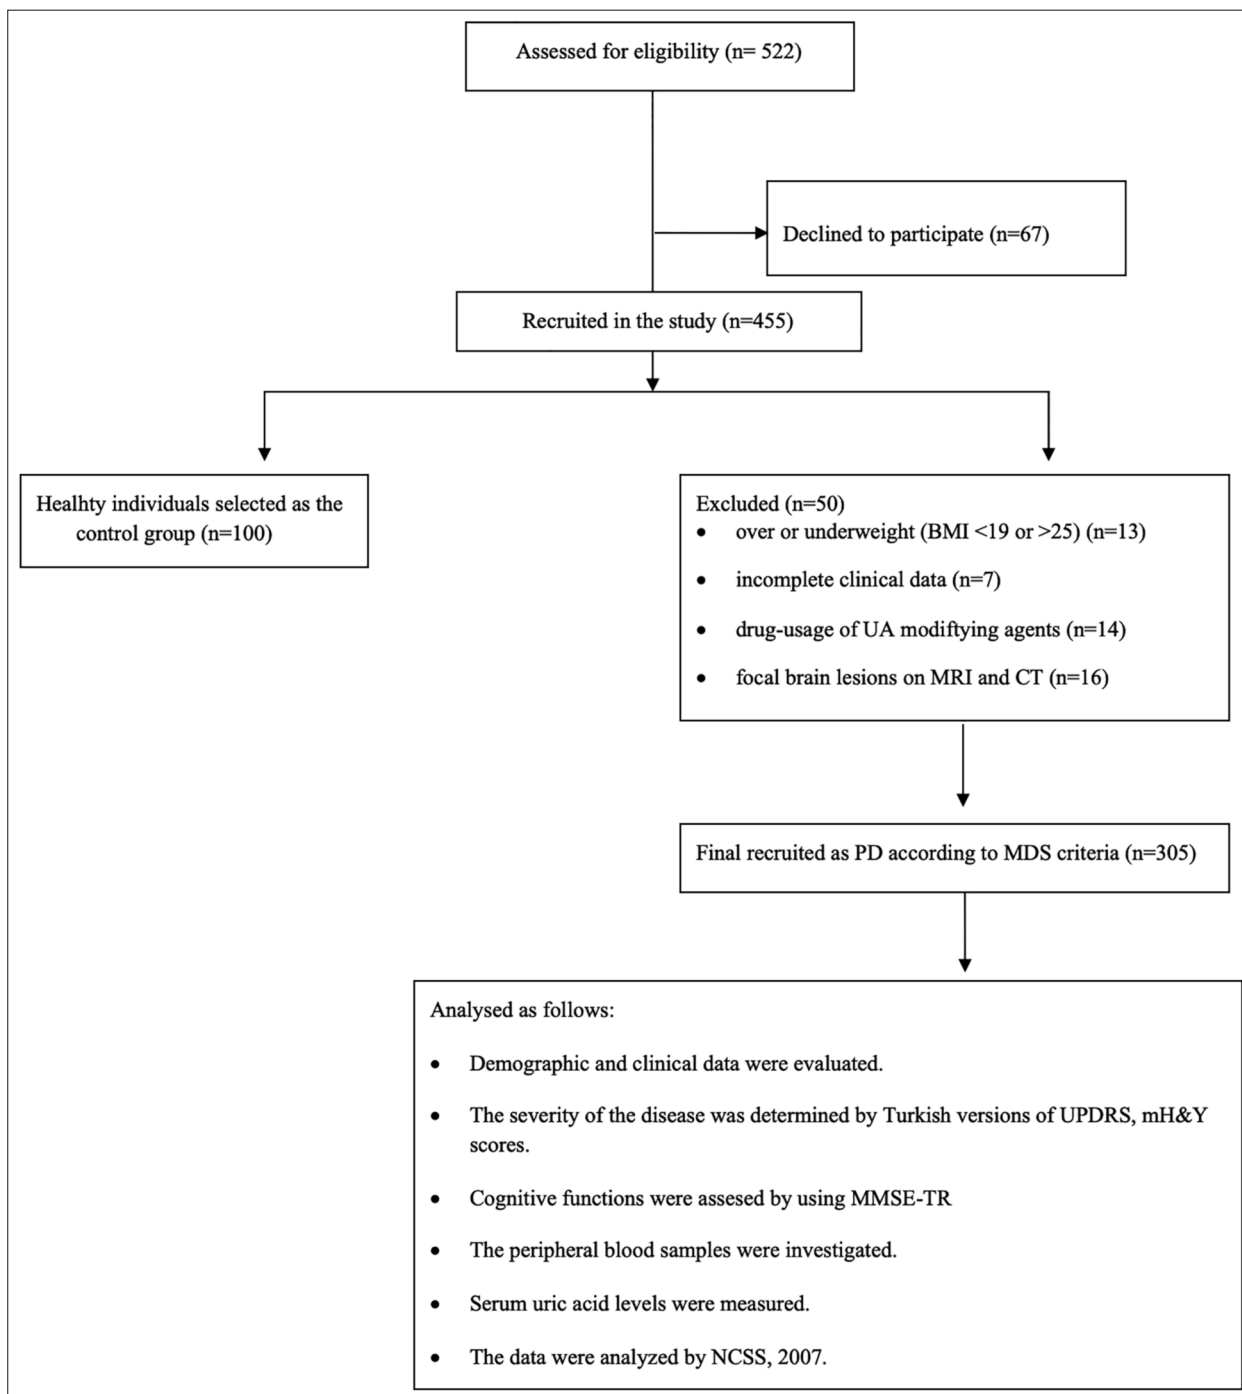 Assessed for eligibility (n= 522)
Declined to participate (n=67)
Recruited in the study (n=455)
Healhty individuals selected as the
control group (n=100)
Excluded (n=50)
• over or underweight (BMI <19 or >25) (n=13)
• incomplete clinical data (n=7)
• drug-usage of UA modiftying agents (n=14)
• focal brain lesions on MRI and CT (n=16)
Final recruited as PD according to MDS criteria (n=305)
Analysed as follows:
• Demographic and clinical data were evaluated.
• The severity of the disease was determined by Turkish versions of UPDRS, mH&Y
scores.
• Cognitive functions were assesed by using MMSE-TR
• The peripheral blood samples were investigated.
• Serum uric acid levels were measured.
• The data were analyzed by NCSS, 2007.